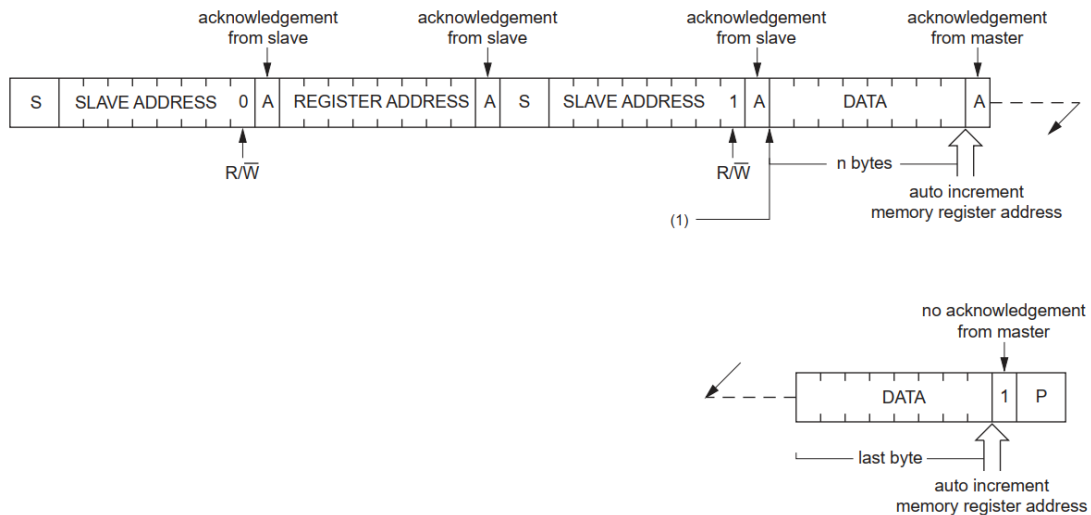 acknowledgement
from slave
acknowledgement
from slave
acknowledgement
from slave
acknowledgement
from master
S SLAVE ADDRESS 0 A REGISTER ADDRESS A S SLAVE ADDRESS 1 A DATA A
R/W̅
R/W̅
n bytes
auto increment
memory register address
(1)
no acknowledgement
from master
DATA 1 P
last byte
auto increment
memory register address